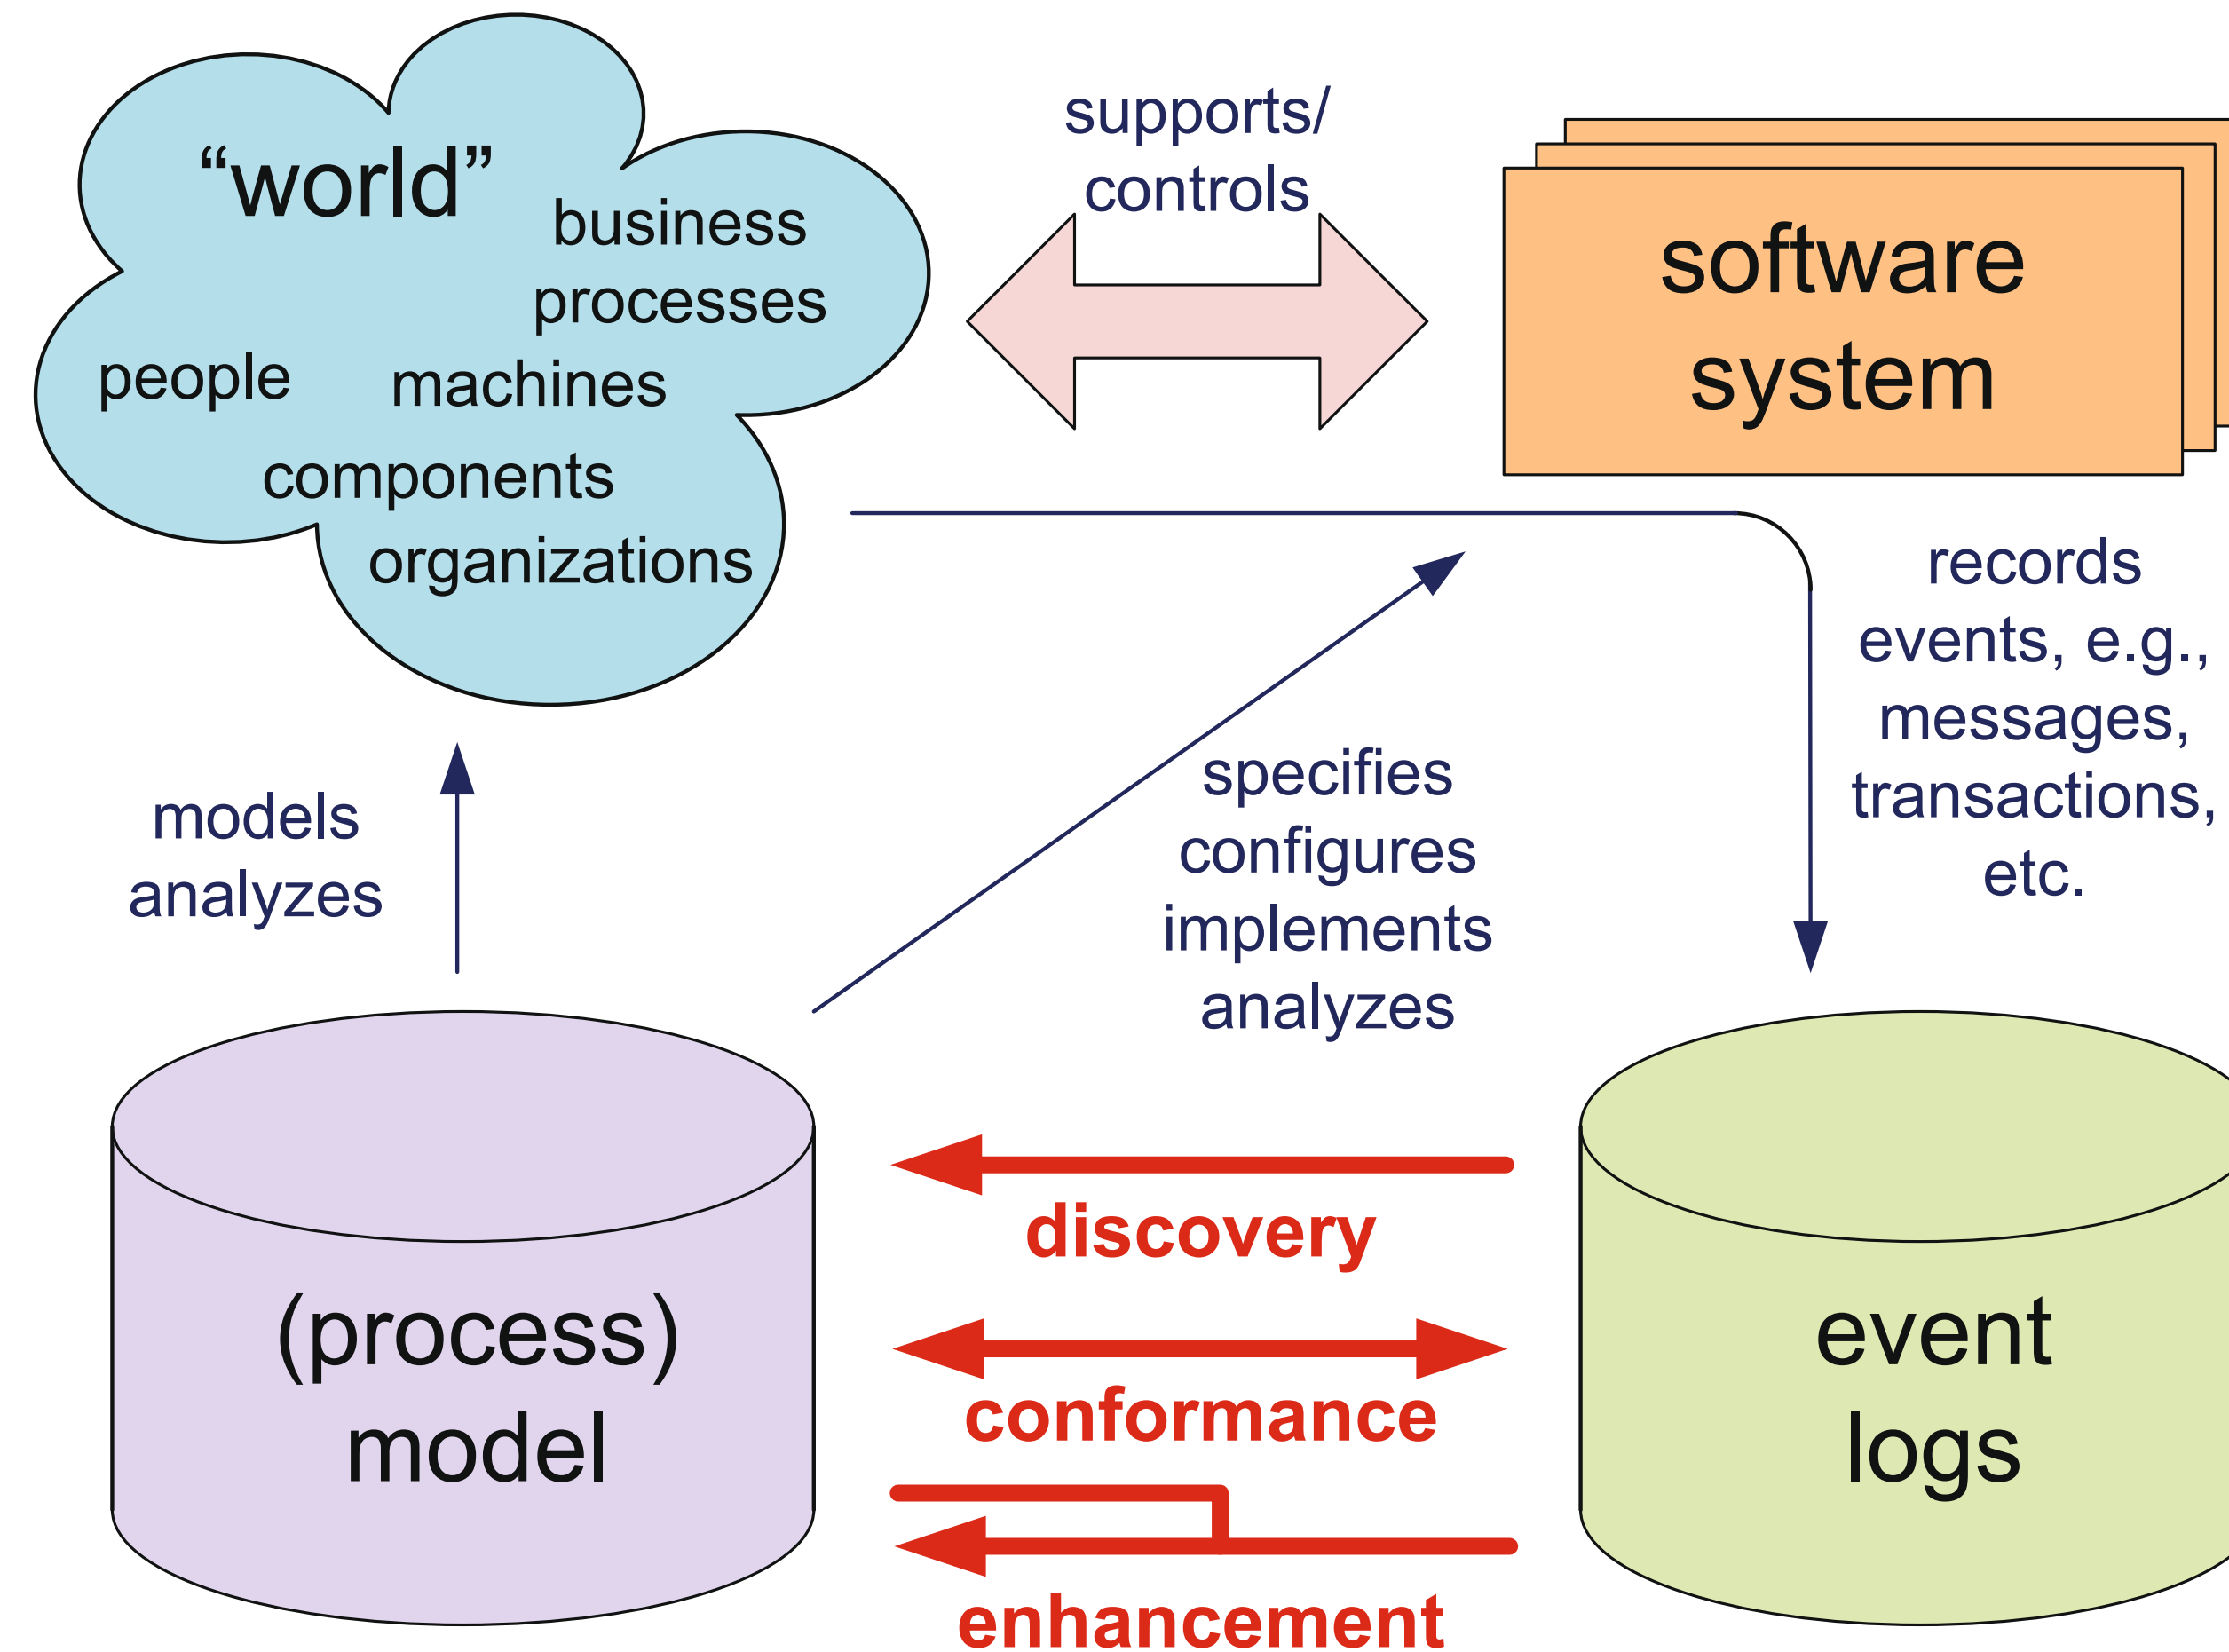 “world”
business
processes
people
machines
components
organizations
supports/
controls
software
system
records
events, e.g.,
messages,
transactions,
etc.
specifies
configures
implements
analyzes
models
analyzes
(process)
model
discovery
conformance
enhancement
event
logs